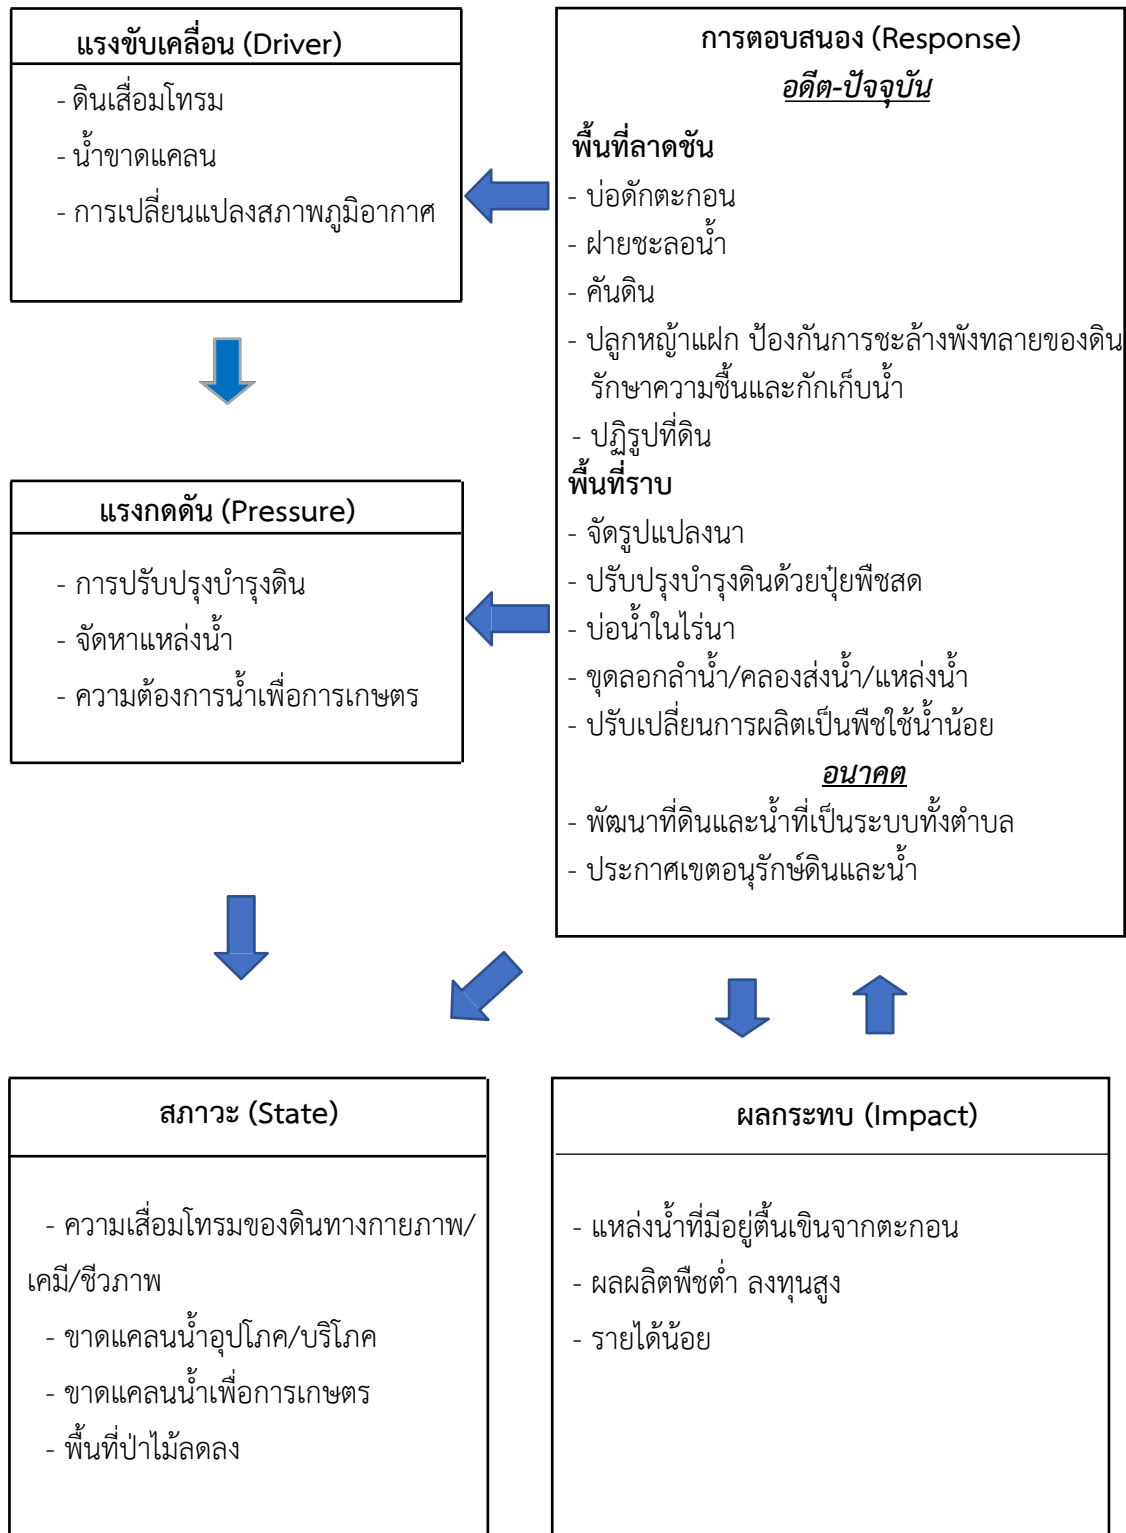 แรงขับเคลื่อน (Driver)
- ดินเสื่อมโทรม
- น้ำขาดแคลน
- การเปลี่ยนแปลงสภาพภูมิอากาศ
การตอบสนอง (Response)
อดีต-ปัจจุบัน
พื้นที่ลาดชัน
- บ่อดักตะกอน
- ฝายชะลอน้ำ
- คันดิน
- ปลูกหญ้าแฝก ป้องกันการชะล้างพังทลายของดิน
รักษาความชื้นและกักเก็บน้ำ
- ปฏิรูปที่ดิน
พื้นที่ราบ
- จัดรูปแปลงนา
- ปรับปรุงบำรุงดินด้วยปุ๋ยพืชสด
- บ่อน้ำในไร่นา
- ขุดลอกลำน้ำ/คลองส่งน้ำ/แหล่งน้ำ
- ปรับเปลี่ยนการผลิตเป็นพืชใช้น้ำน้อย
อนาคต
- พัฒนาที่ดินและน้ำที่เป็นระบบทั้งตำบล
- ประกาศเขตอนุรักษ์ดินและน้ำ
แรงกดดัน (Pressure)
- การปรับปรุงบำรุงดิน
- จัดหาแหล่งน้ำ
- ความต้องการน้ำเพื่อการเกษตร
สภาวะ (State)
- ความเสื่อมโทรมของดินทางกายภาพ/
เคมี/ชีวภาพ
- ขาดแคลนน้ำอุปโภค/บริโภค
- ขาดแคลนน้ำเพื่อการเกษตร
- พื้นที่ป่าไม้ลดลง
ผลกระทบ (Impact)
- แหล่งน้ำที่มีอยู่ตื้นเขินจากตะกอน
- ผลผลิตพืชต่ำ ลงทุนสูง
- รายได้น้อย